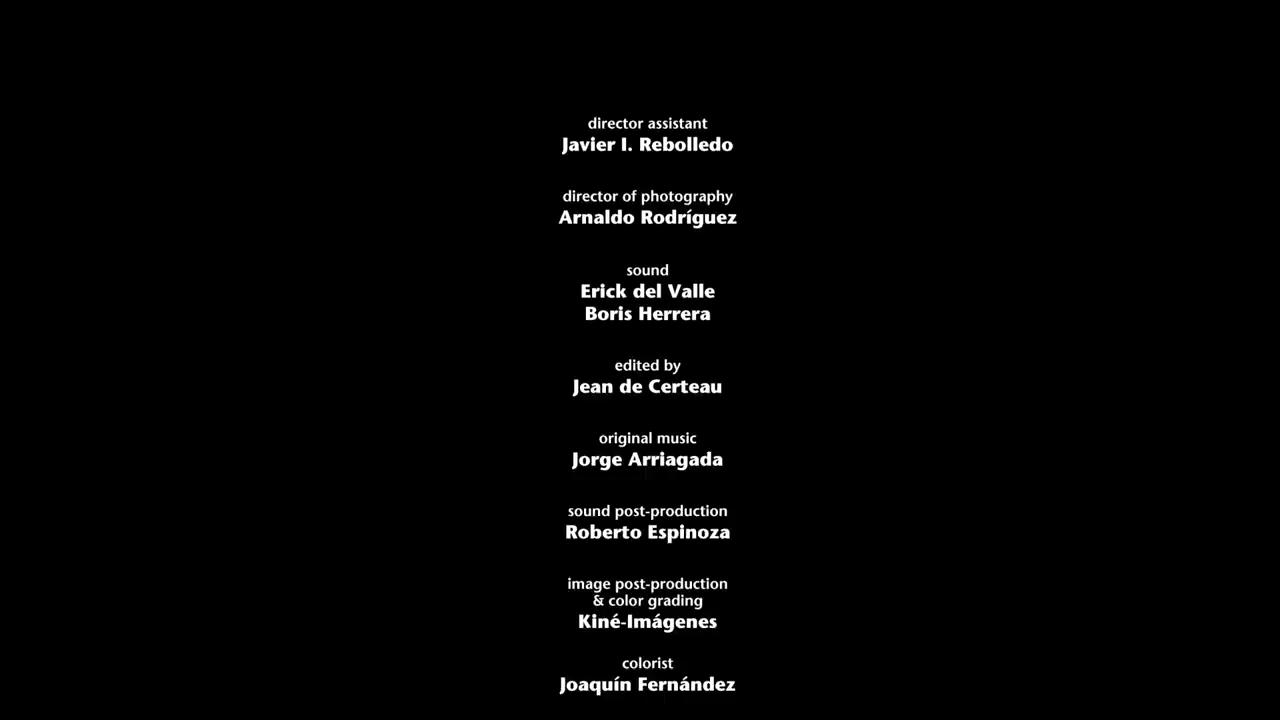 director assistant
Javier I. Rebolledo
director of photography
Arnaldo Rodríguez
sound
Erick del Valle
Boris Herrera
edited by
Jean de Certeau
original music
Jorge Arriagada
sound post-production
Roberto Espinoza
image post-production
& color grading
Kiné-Imágenes
colorist
Joaquín Fernández